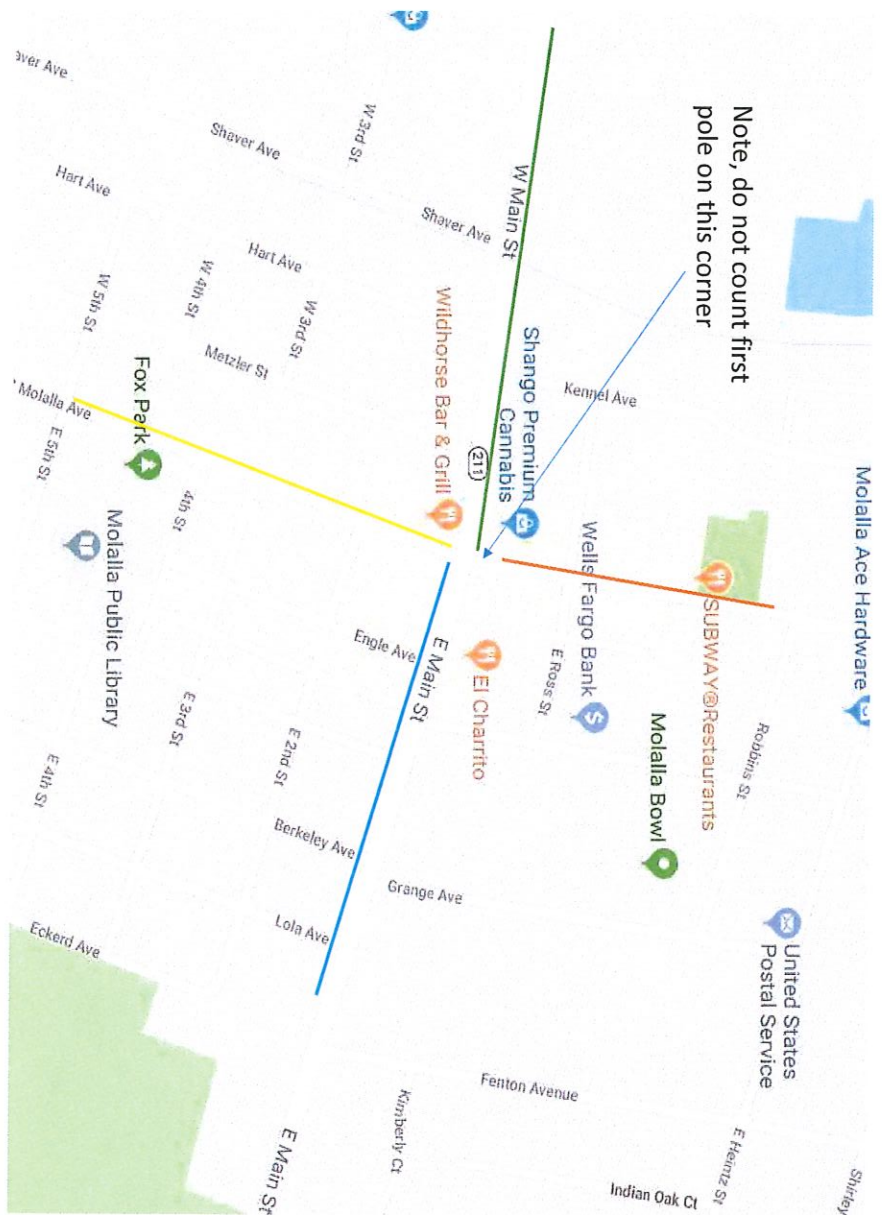 Note, do not count first
pole on this corner
Molalla Ace Hardware
Shirley
United States
Postal Service
E Heintz St
Robbins St
SUBWAY®Restaurants
Molalla Bowl
Indian Oak Ct
Kennel Ave
Wells Fargo Bank
E Ross St
Fenton Avenue
Shango Premium
Cannabis
W Main St
211
El Charrito
Shaver Ave
Wildhorse Bar & Grill
E Main St
Grange Ave
Kimberly Ct
W 3rd St
Engle Ave
Shaver Ave
Hart Ave
W 3rd St
Metzler St
E 2nd St
Berkeley Ave
Lola Ave
E Main St
W 4th St
4th St
E 3rd St
Fox Park
Molalla Public Library
Hart Ave
W 5th St
Molalla Ave
E 5th St
E 4th St
Eckerd Ave
aver Ave